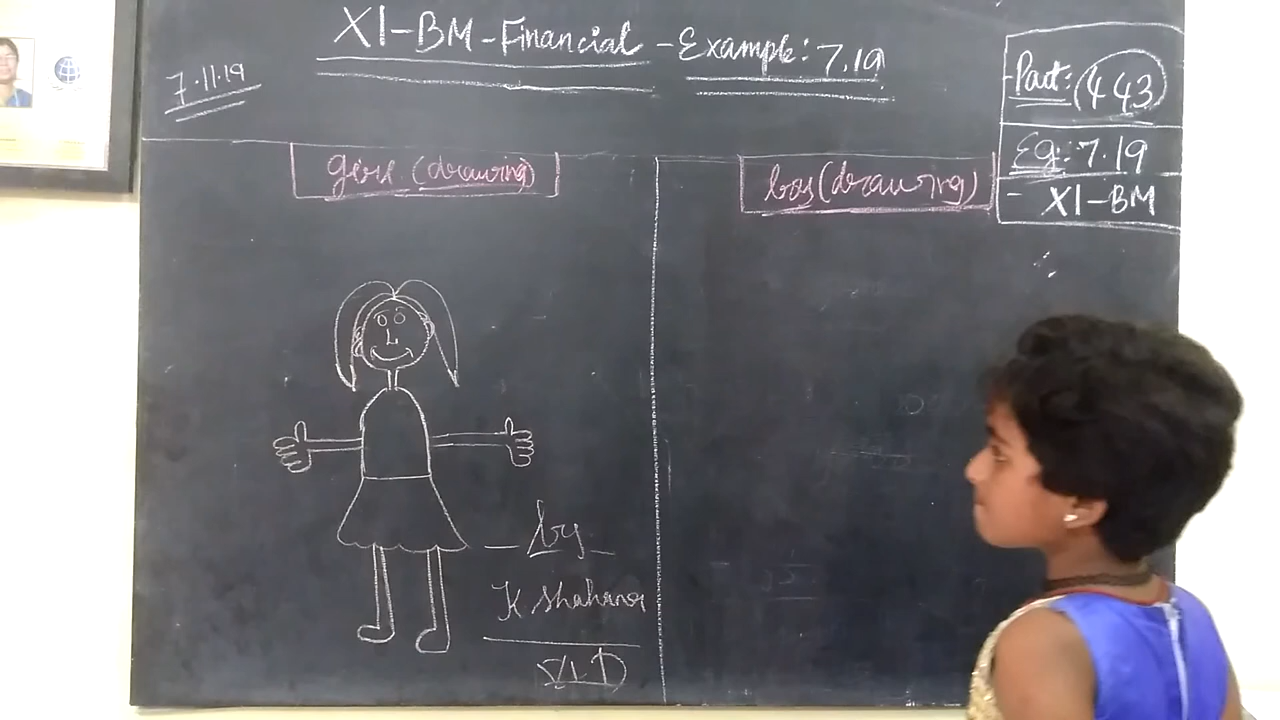 XI-BM-Financial-Example: 7.19
7.11.19
Part: 443
Eg: 7.19
- XI-BM
girl (drawing)
boy (drawing)
- by -